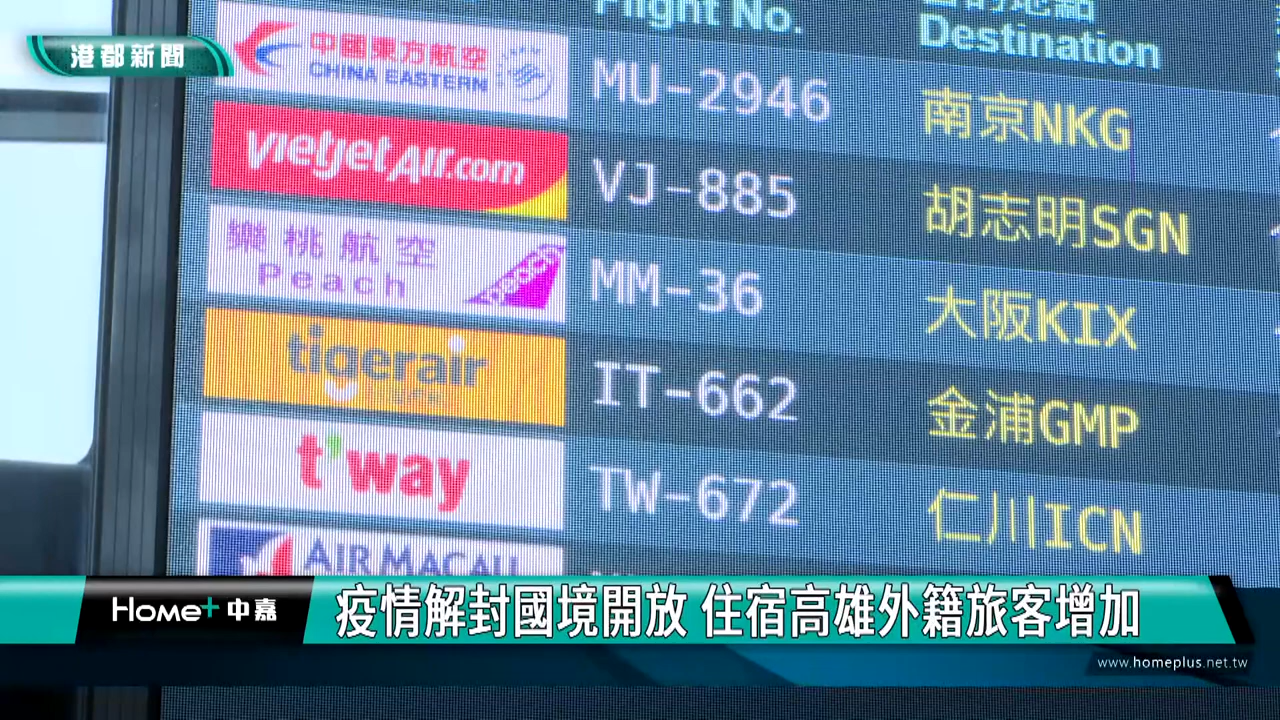 港都新聞
Flight No.
Destination
中國東方航空
CHINA EASTERN
MU-2946
南京NKG
vietjetAir.com
VJ-885
胡志明SGN
樂桃航空
Peach
peach
MM-36
大阪KIX
tigerair
IT-662
金浦GMP
t'way
TW-672
仁川ICN
AIR MACAU
Home+中嘉
疫情解封國境開放 住宿高雄外籍旅客增加
www.homeplus.net.tw